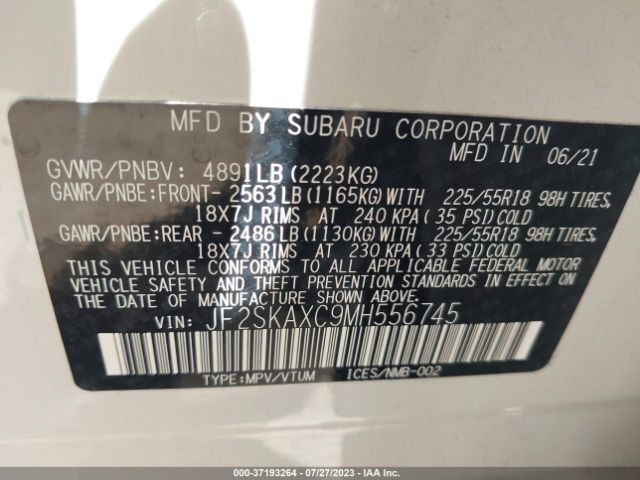 MFD BY SUBARU CORPORATION
MFD IN 06/21
GVWR/PNBV: 4891LB(2223KG)
GAWR/PNBE:FRONT- 2563LB(1165KG)WITH 225/55R18 98H TIRES,
18X7J RIMS AT 240 KPA(35 PSI)COLD
GAWR/PNBE:REAR - 2486LB(1130KG)WITH 225/55R18 98H TIRES,
18X7J RIMS AT 230 KPA(33 PSI)COLD
THIS VEHICLE CONFORMS TO ALL APPLICABLE FEDERAL MOTOR
VEHICLE SAFETY AND THEFT PREVENTION STANDARDS IN EFFECT ON
THE DATE OF MANUFACTURE SHOWN ABOVE.
VIN: JF2SKAXC9MH556745
TYPE:MPV/VTUM ICES/NMB-002
000-37193264 - 07/27/2023 - IAA Inc.